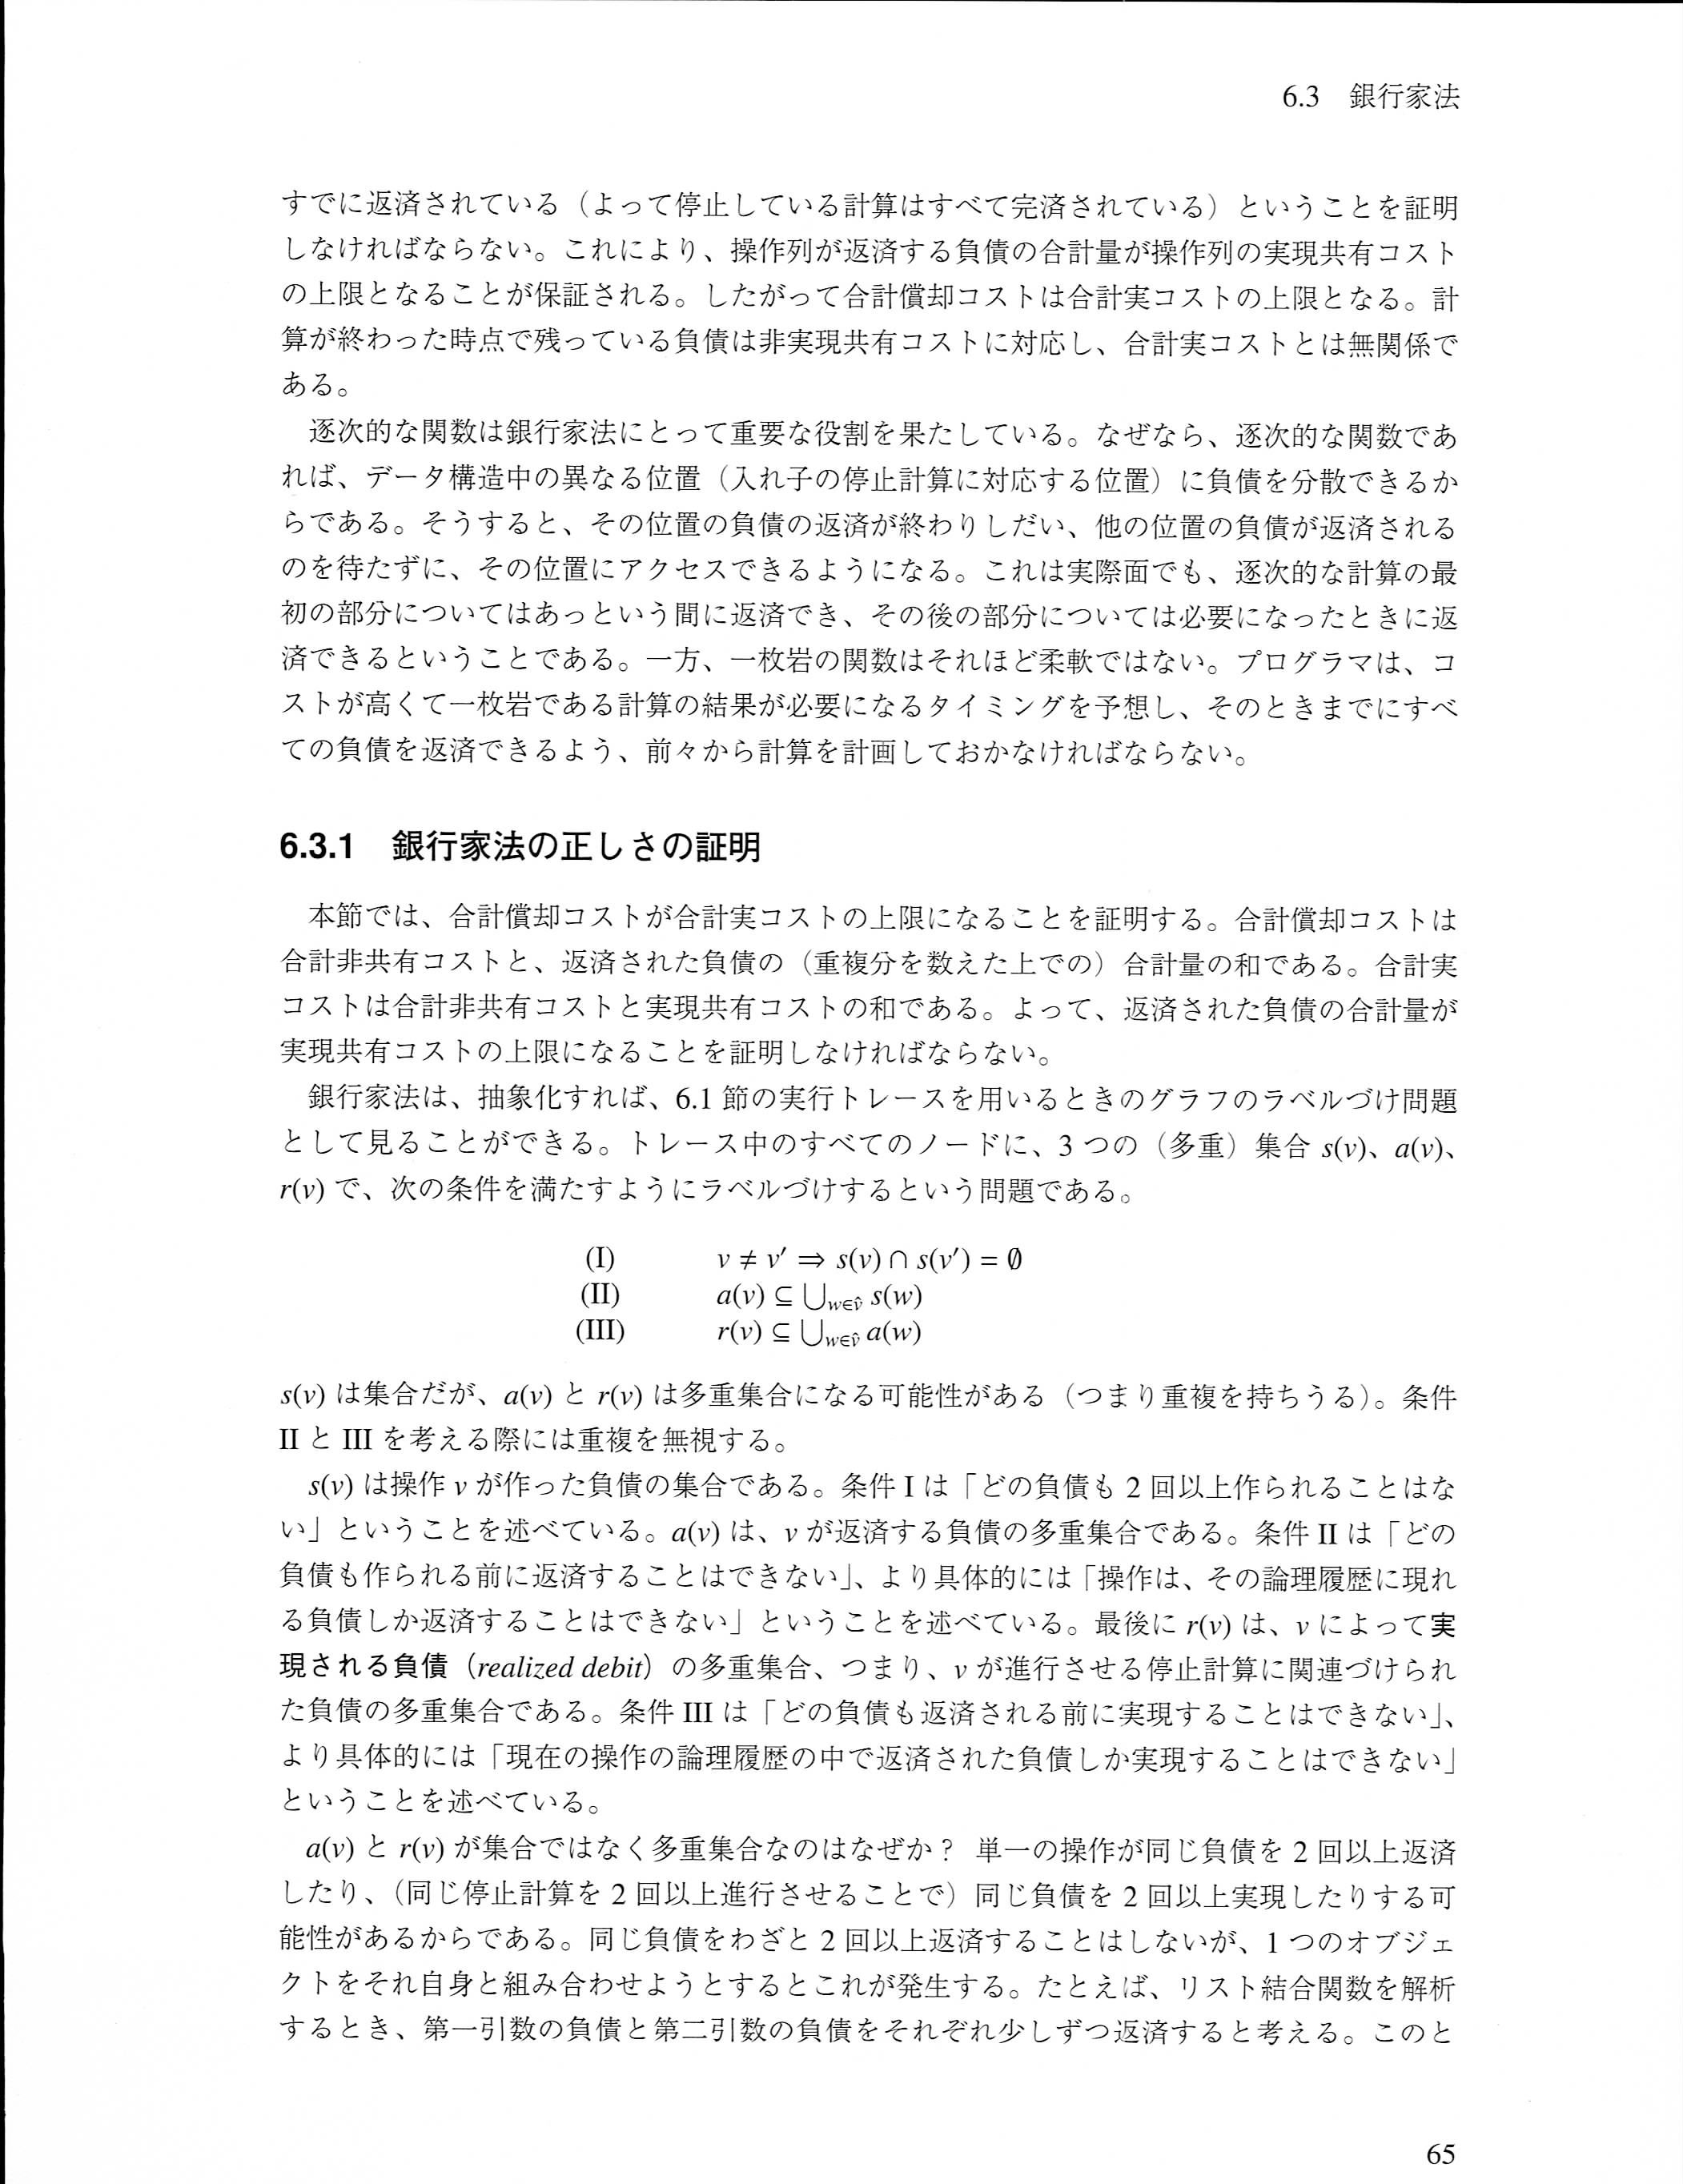 6.3 銀行家法
すでに返済されている（よって停止している計算はすべて完済されている）ということを証明
しなければならない。これにより、操作列が返済する負債の合計量が操作列の実現共有コスト
の上限となることが保証される。したがって合計償却コストは合計実コストの上限となる。計
算が終わった時点で残っている負債は非実現共有コストに対応し、合計実コストとは無関係で
ある。
逐次的な関数は銀行家法にとって重要な役割を果たしている。なぜなら、逐次的な関数であ
れば、データ構造中の異なる位置（入れ子の停止計算に対応する位置）に負債を分散できるか
らである。そうすると、その位置の負債の返済が終わりしだい、他の位置の負債が返済される
のを待たずに、その位置にアクセスできるようになる。これは実際面でも、逐次的な計算の最
初の部分についてはあっという間に返済でき、その後の部分については必要になったときに返
済できるということである。一方、一枚岩の関数はそれほど柔軟ではない。プログラマは、コ
ストが高くて一枚岩である計算の結果が必要になるタイミングを予想し、そのときまでにすべ
ての負債を返済できるよう、前々から計算を計画しておかなければならない。
6.3.1 銀行家法の正しさの証明
本節では、合計償却コストが合計実コストの上限になることを証明する。合計償却コストは
合計非共有コストと、返済された負債の（重複分を数えた上での）合計量の和である。合計実
コストは合計非共有コストと実現共有コストの和である。よって、返済された負債の合計量が
実現共有コストの上限になることを証明しなければならない。
銀行家法は、抽象化すれば、6.1 節の実行トレースを用いるときのグラフのラベルづけ問題
として見ることができる。トレース中のすべてのノードに、3 つの（多重）集合 s(v)、a(v)、
r(v) で、次の条件を満たすようにラベルづけするという問題である。
(I) v ≠ v′ ⇒ s(v) ∩ s(v′) = ∅
(II) a(v) ⊆ ⋃w∈v̂ s(w)
(III) r(v) ⊆ ⋃w∈v̂ a(w)
s(v) は集合だが、a(v) と r(v) は多重集合になる可能性がある（つまり重複を持ちうる）。条件
II と III を考える際には重複を無視する。
s(v) は操作 v が作った負債の集合である。条件 I は「どの負債も 2 回以上作られることはな
い」ということを述べている。a(v) は、v が返済する負債の多重集合である。条件 II は「どの
負債も作られる前に返済することはできない」、より具体的には「操作は、その論理履歴に現れ
る負債しか返済することはできない」ということを述べている。最後に r(v) は、v によって実
現される負債（realized debit）の多重集合、つまり、v が進行させる停止計算に関連づけられ
た負債の多重集合である。条件 III は「どの負債も返済される前に実現することはできない」、
より具体的には「現在の操作の論理履歴の中で返済された負債しか実現することはできない」
ということを述べている。
a(v) と r(v) が集合ではなく多重集合なのはなぜか？ 単一の操作が同じ負債を 2 回以上返済
したり、（同じ停止計算を 2 回以上進行させることで）同じ負債を 2 回以上実現したりする可
能性があるからである。同じ負債をわざと 2 回以上返済することはしないが、1 つのオブジェ
クトをそれ自身と組み合わせようとするとこれが発生する。たとえば、リスト結合関数を解析
するとき、第一引数の負債と第二引数の負債をそれぞれ少しずつ返済すると考える。このと
65